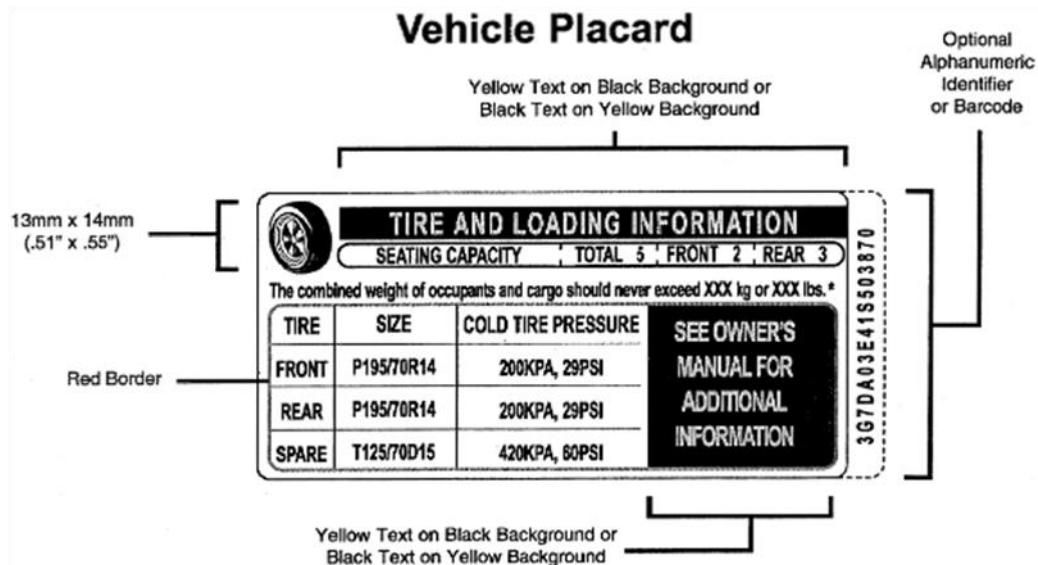 Vehicle Placard
Optional
Alphanumeric
Identifier
or Barcode
Yellow Text on Black Background or
Black Text on Yellow Background
13mm x 14mm
(.51" x .55")
TIRE AND LOADING INFORMATION
SEATING CAPACITY TOTAL 5 FRONT 2 REAR 3
The combined weight of occupants and cargo should never exceed XXX kg or XXX lbs.*
TIRE SIZE COLD TIRE PRESSURE
FRONT P195/70R14 200KPA, 29PSI
REAR P195/70R14 200KPA, 29PSI
SPARE T125/70D15 420KPA, 60PSI
SEE OWNER'S
MANUAL FOR
ADDITIONAL
INFORMATION
3G7DA03E41S503870
Red Border
Yellow Text on Black Background or
Black Text on Yellow Background